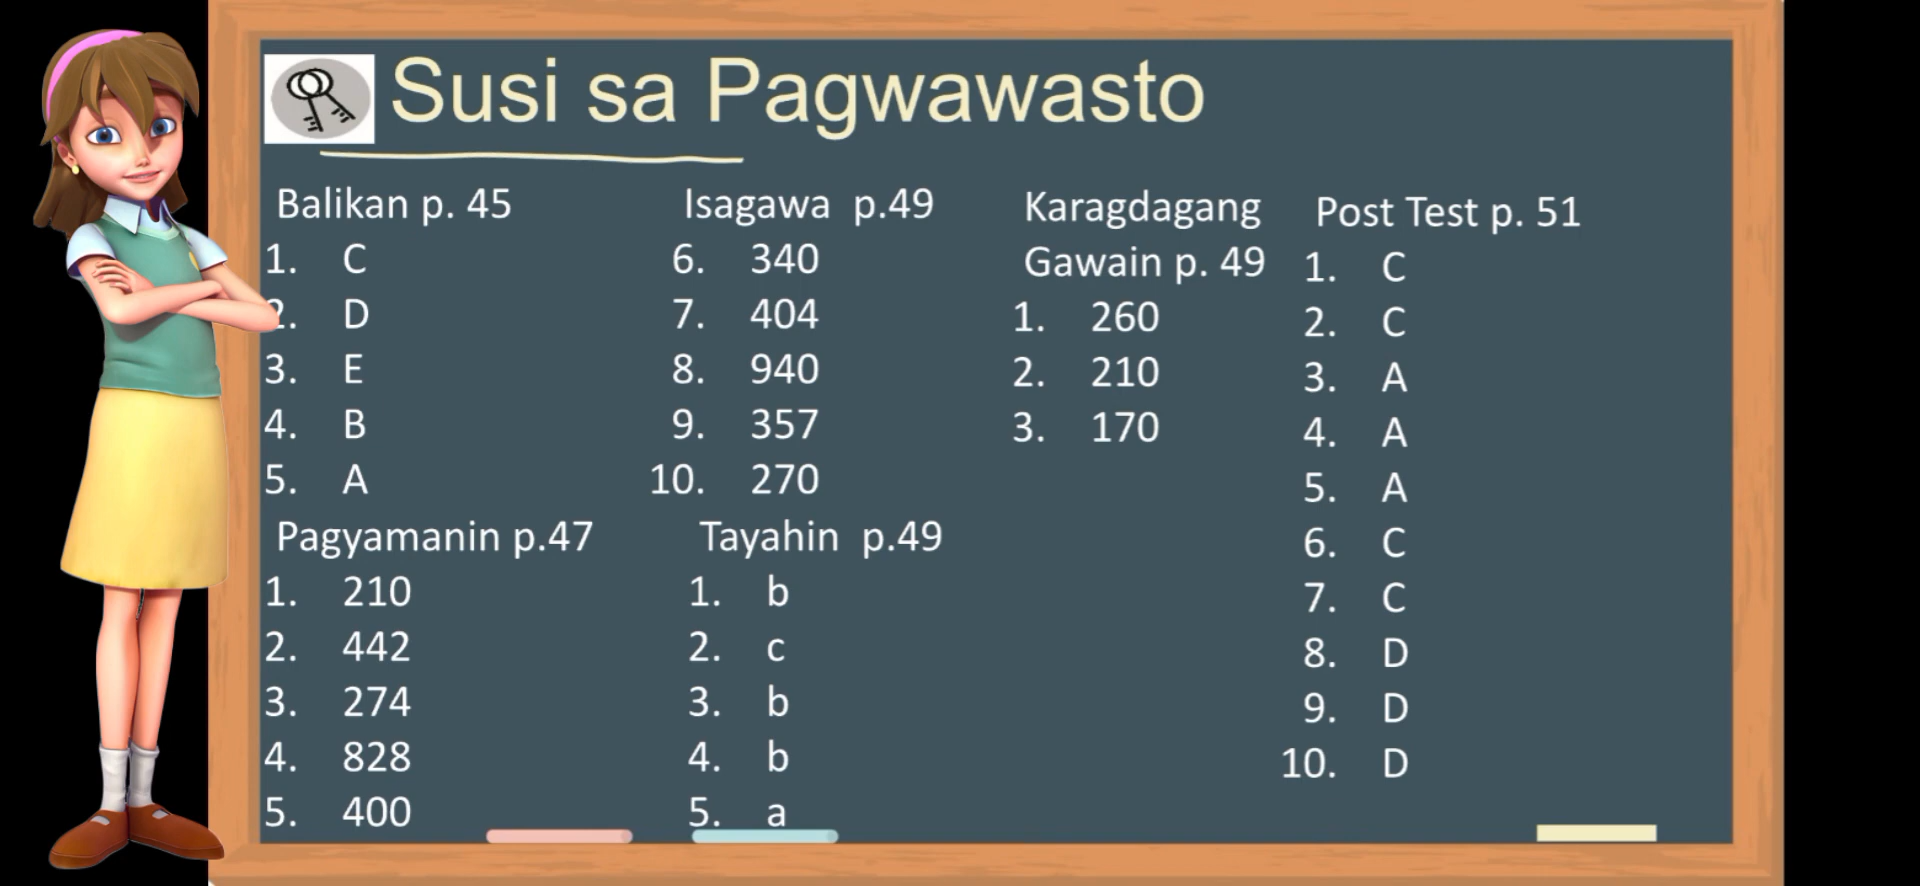 Susi sa Pagwawasto
Balikan p. 45
1. C
2. D
3. E
4. B
5. A
Pagyamanin p.47
1. 210
2. 442
3. 274
4. 828
5. 400
Isagawa p.49
6. 340
7. 404
8. 940
9. 357
10. 270
Tayahin p.49
1. b
2. c
3. b
4. b
5. a
Karagdagang
Gawain p. 49
1. 260
2. 210
3. 170
Post Test p. 51
1. C
2. C
3. A
4. A
5. A
6. C
7. C
8. D
9. D
10. D